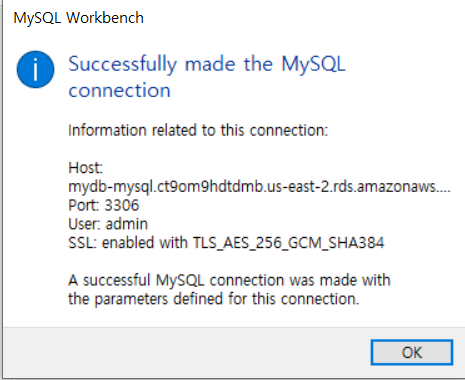 MySQL Workbench
Successfully made the MySQL
connection
Information related to this connection:
Host:
mydb-mysql.ct9om9hdtdmb.us-east-2.rds.amazonaws....
Port: 3306
User: admin
SSL: enabled with TLS_AES_256_GCM_SHA384
A successful MySQL connection was made with
the parameters defined for this connection.
OK